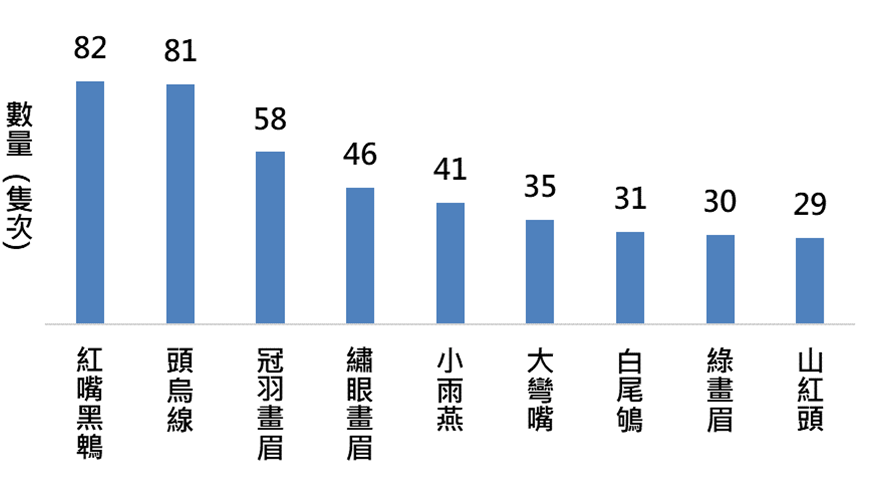 數量（隻次）
82
81
58
46
41
35
31
30
29
紅嘴黑鵯
頭烏線
冠羽畫眉
繡眼畫眉
小雨燕
大彎嘴
白尾鴝
綠畫眉
山紅頭